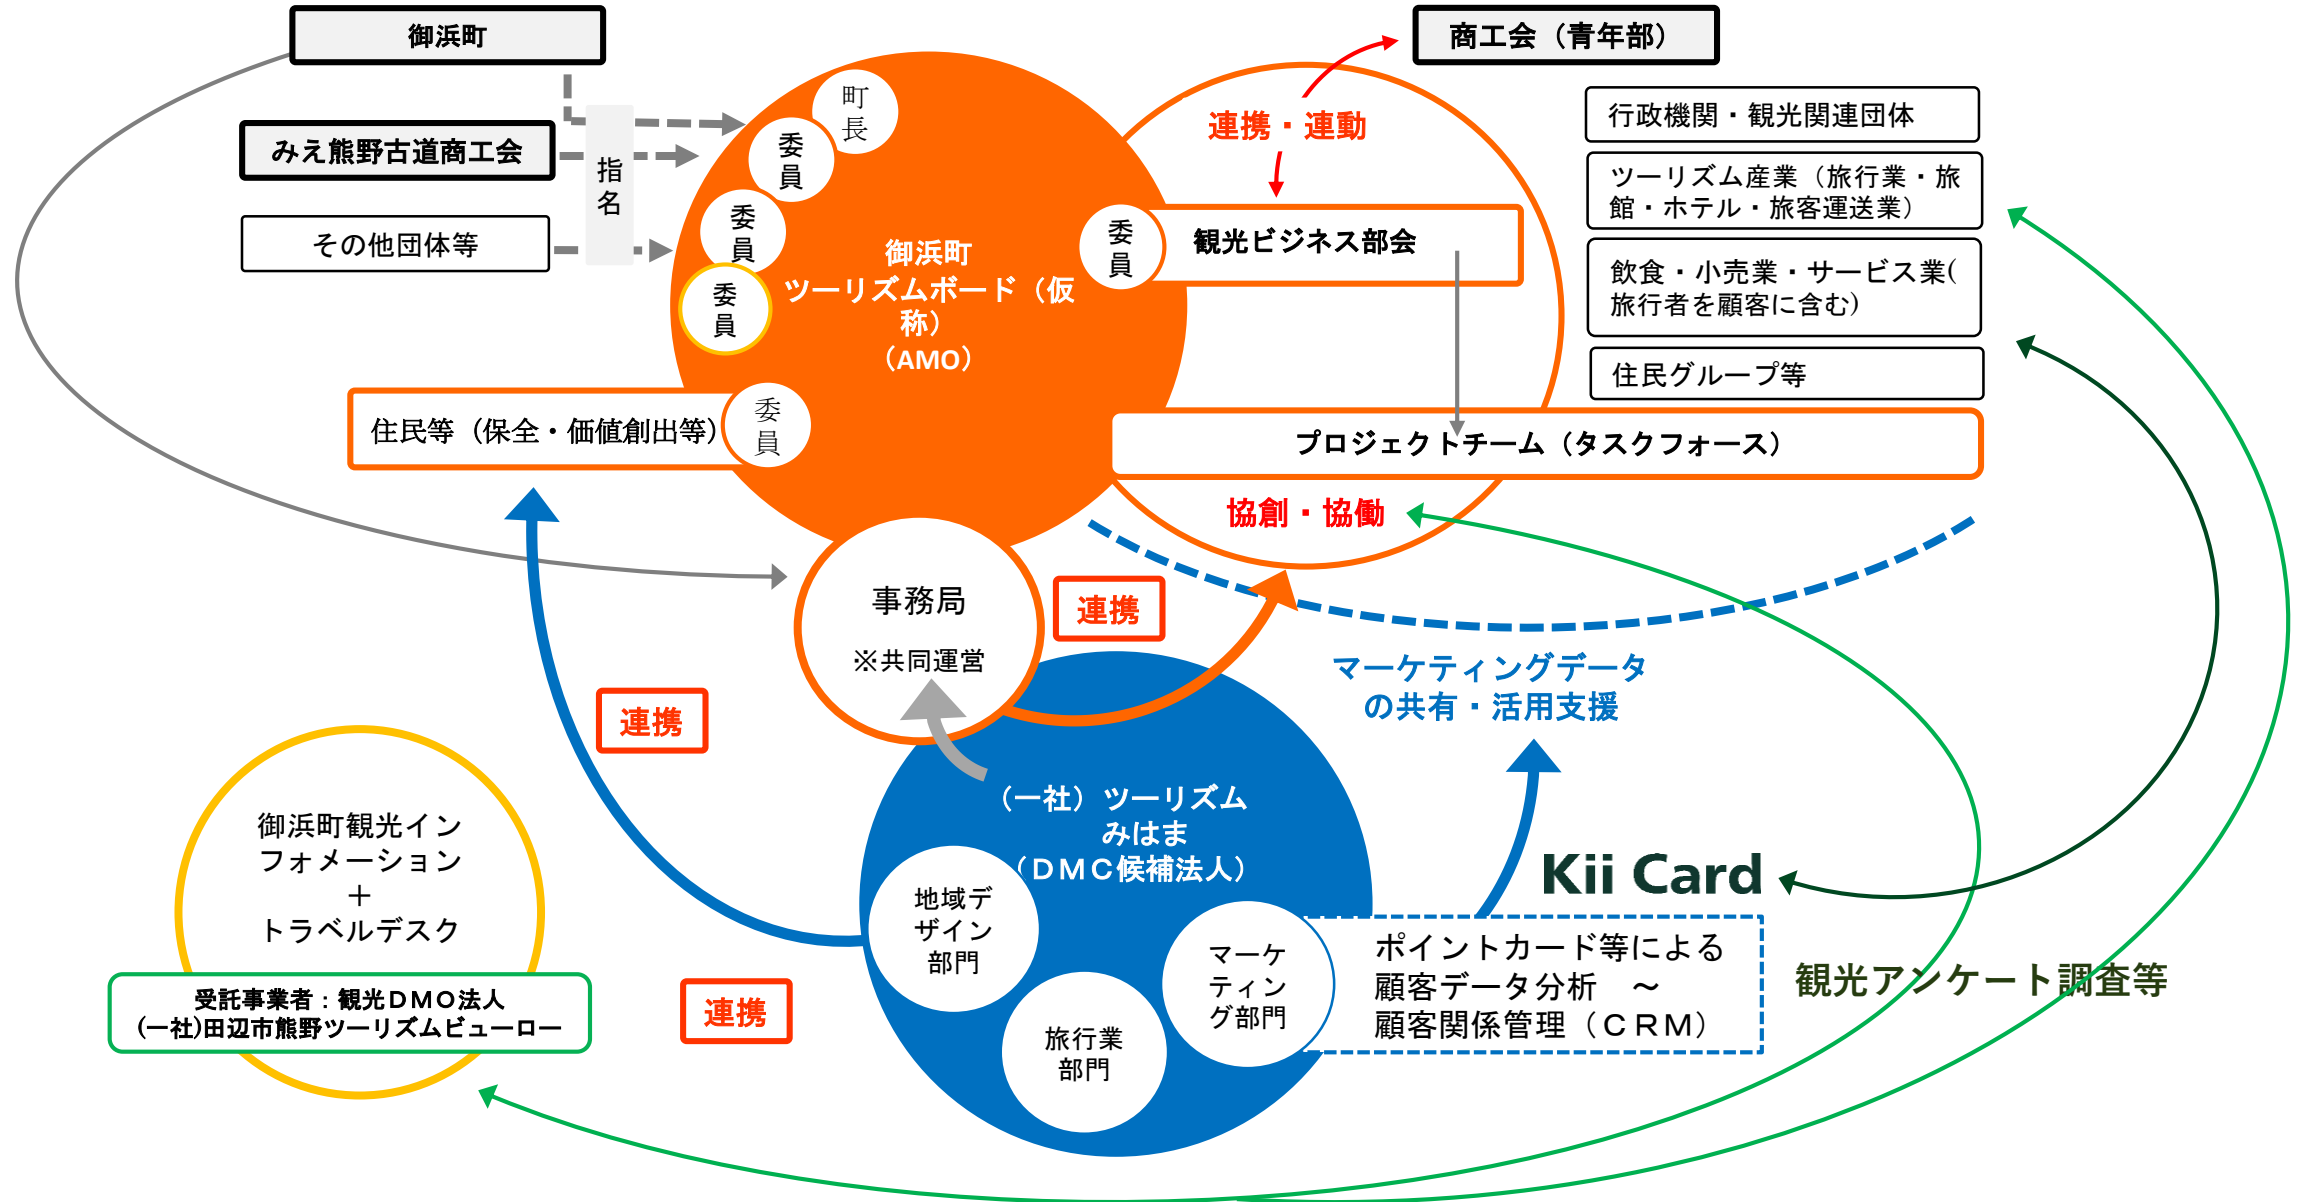 御浜町
商工会（青年部）
みえ熊野古道商工会
その他団体等
指
名
町
長
委
員
委
員
委
員
御浜町
ツーリズムボード（仮
称）
（AMO）
連携・連動
委
員
観光ビジネス部会
行政機関・観光関連団体
ツーリズム産業（旅行業・旅
館・ホテル・旅客運送業）
飲食・小売業・サービス業(
旅行者を顧客に含む)
住民グループ等
住民等（保全・価値創出等）
委
員
プロジェクトチーム（タスクフォース）
協創・協働
事務局
※共同運営
連携
連携
マーケティングデータ
の共有・活用支援
（一社）ツーリズム
みはま
（ＤＭＣ候補法人）
地域デ
ザイン
部門
旅行業
部門
マーケ
ティン
グ部門
Kii Card
ポイントカード等による
顧客データ分析　～
顧客関係管理（ＣＲＭ）
観光アンケート調査等
連携
御浜町観光イン
フォメーション
＋
トラベルデスク
受託事業者：観光ＤＭＯ法人
(一社)田辺市熊野ツーリズムビューロー